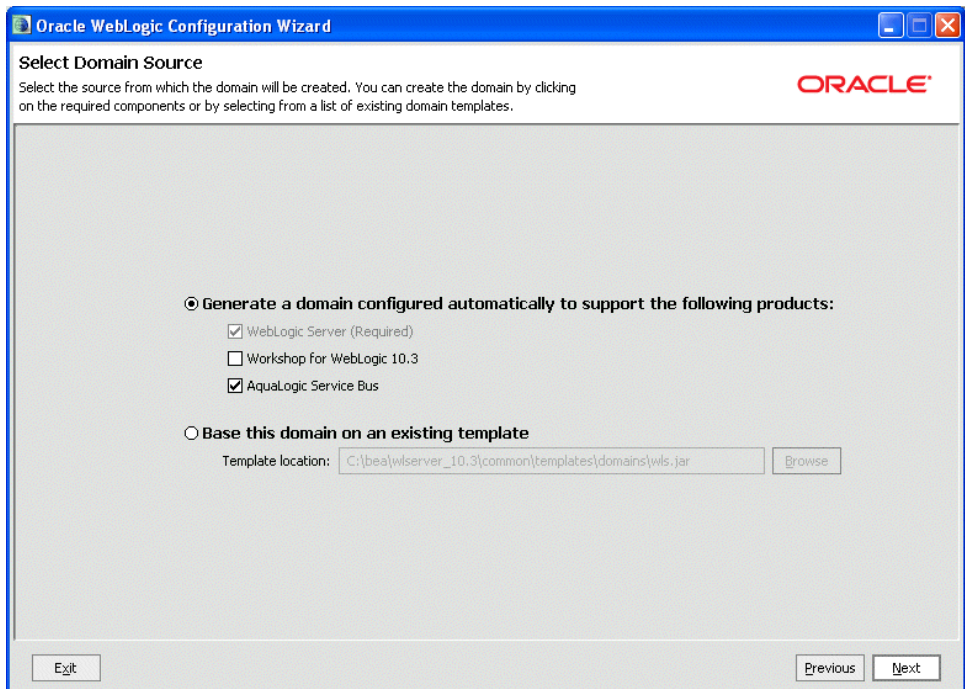 Oracle WebLogic Configuration Wizard
Select Domain Source
Select the source from which the domain will be created. You can create the domain by clicking
on the required components or by selecting from a list of existing domain templates.
ORACLE
Generate a domain configured automatically to support the following products:
WebLogic Server (Required)
Workshop for WebLogic 10.3
AquaLogic Service Bus
Base this domain on an existing template
Template location: C:\bea\wlserver_10.3\common\templates\domains\wls.jar Browse
Exit Previous Next